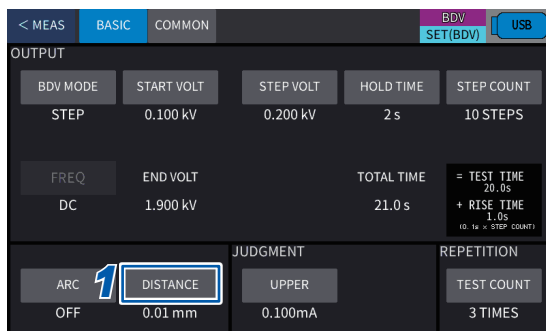 < MEAS BASIC COMMON BDV USB
SET(BDV)
OUTPUT
BDV MODE START VOLT STEP VOLT HOLD TIME STEP COUNT
STEP 0.100 kV 0.200 kV 2 s 10 STEPS
FREQ END VOLT TOTAL TIME = TEST TIME
20.0s
DC 1.900 kV 21.0 s + RISE TIME
1.0s
(0.1s × STEP COUNT)
JUDGMENT REPETITION
ARC 1 DISTANCE UPPER TEST COUNT
OFF 0.01 mm 0.100mA 3 TIMES